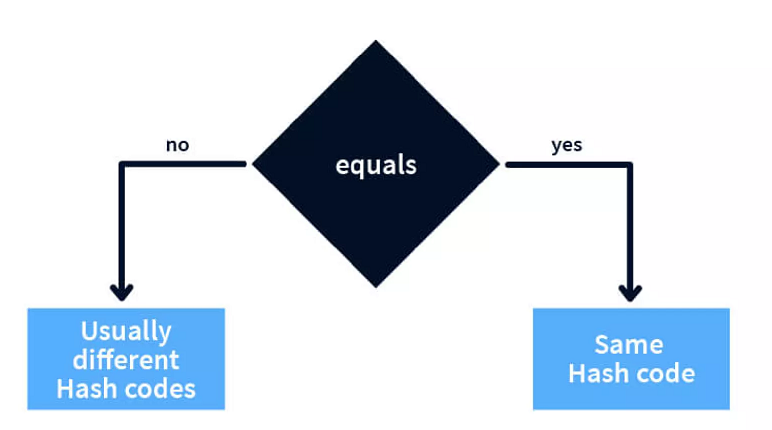 equals
no
yes
Usually
different
Hash codes
Same
Hash code